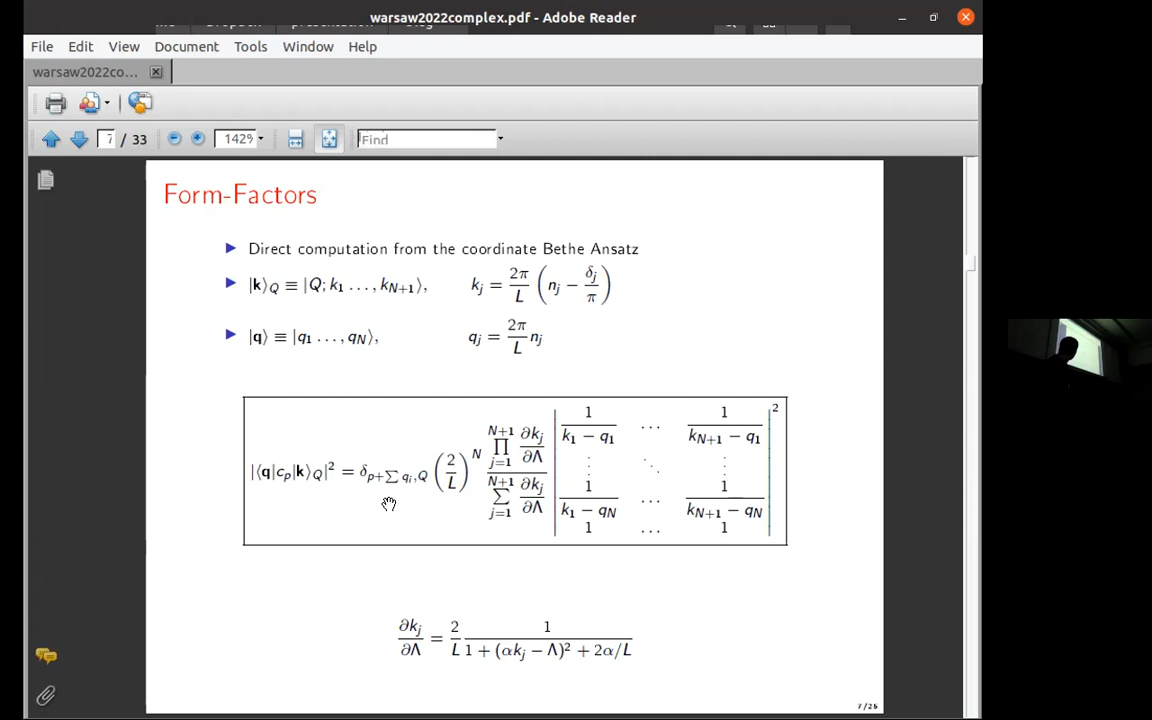 warsaw2022complex.pdf - Adobe Reader
File Edit View Document Tools Window Help
warsaw2022co...
7 / 33 142% Find
Form-Factors
Direct computation from the coordinate Bethe Ansatz
|k⟩_Q ≡ |Q; k_1 ..., k_{N+1}⟩, k_j = 2π/L (n_j − δ_j/π)
|q⟩ ≡ |q_1 ..., q_N⟩, q_j = 2π/L n_j
|⟨q|c_p|k⟩_Q|^2 = δ_{p+∑q_i,Q} (2/L)^N ∏_{j=1}^{N+1} ∂k_j/∂Λ / ∑_{j=1}^{N+1} ∂k_j/∂Λ | 1/(k_1 − q_1) ⋯ 1/(k_{N+1} − q_1) ⋮ ⋱ ⋮ 1/(k_1 − q_N) ⋯ 1/(k_{N+1} − q_N) 1 ⋯ 1 |^2
∂k_j/∂Λ = 2/L 1/(1 + (αk_j − Λ)^2 + 2α/L)
7/25